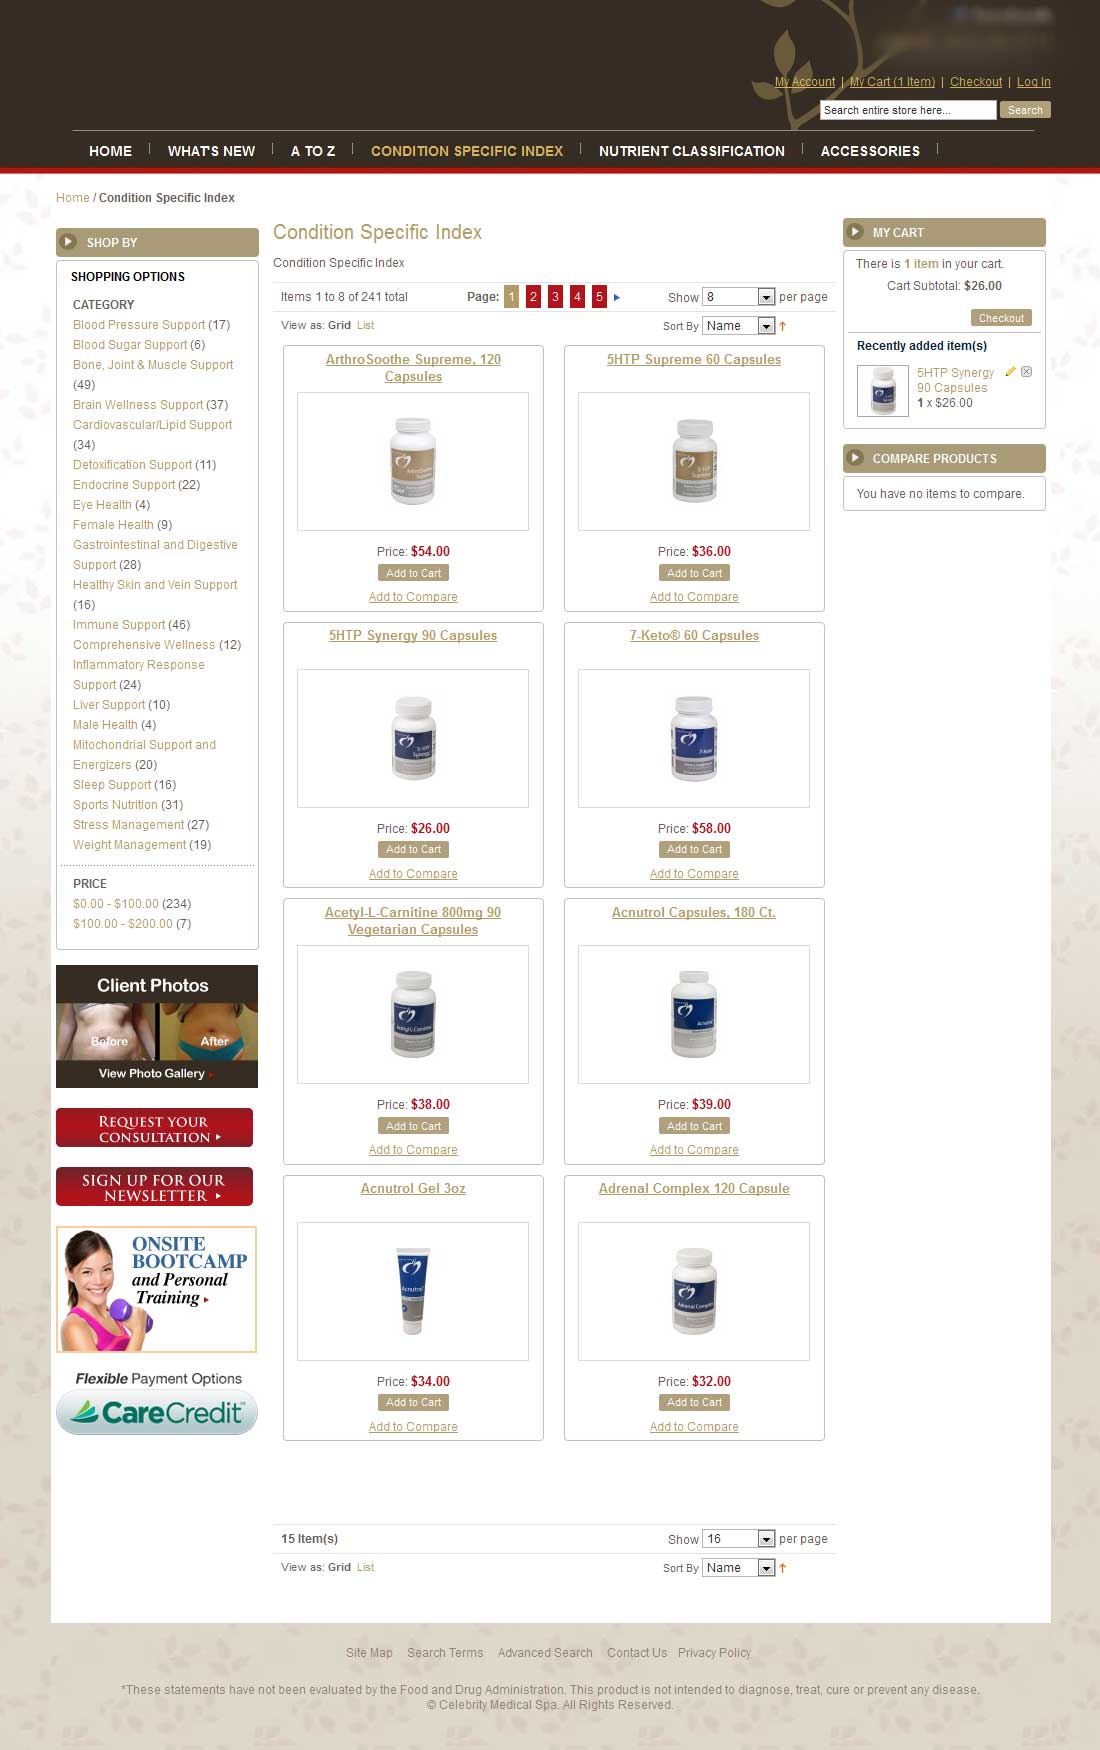 My Account | My Cart (1 Item) | Checkout | Log In
Search entire store here... Search
HOME WHAT'S NEW A TO Z CONDITION SPECIFIC INDEX NUTRIENT CLASSIFICATION ACCESSORIES
Home / Condition Specific Index
SHOP BY
SHOPPING OPTIONS
CATEGORY
Blood Pressure Support (17)
Blood Sugar Support (6)
Bone, Joint & Muscle Support
(49)
Brain Wellness Support (37)
Cardiovascular/Lipid Support
(34)
Detoxification Support (11)
Endocrine Support (22)
Eye Health (4)
Female Health (9)
Gastrointestinal and Digestive
Support (28)
Healthy Skin and Vein Support
(16)
Immune Support (46)
Comprehensive Wellness (12)
Inflammatory Response
Support (24)
Liver Support (10)
Male Health (4)
Mitochondrial Support and
Energizers (20)
Sleep Support (16)
Sports Nutrition (31)
Stress Management (27)
Weight Management (19)
PRICE
$0.00 - $100.00 (234)
$100.00 - $200.00 (7)
Client Photos
Before After
View Photo Gallery
REQUEST YOUR
CONSULTATION
SIGN UP FOR OUR
NEWSLETTER
ONSITE
BOOTCAMP
and Personal
Training
Flexible Payment Options
CareCredit
Condition Specific Index
Condition Specific Index
Items 1 to 8 of 241 total Page: 1 2 3 4 5 Show 8 per page
View as: Grid List Sort By Name
ArthroSoothe Supreme, 120
Capsules
Price: $54.00
Add to Cart
Add to Compare
5HTP Supreme 60 Capsules
5-HTP
Supreme
Price: $36.00
Add to Cart
Add to Compare
5HTP Synergy 90 Capsules
5-HTP
Synergy
Price: $26.00
Add to Cart
Add to Compare
7-Keto® 60 Capsules
7-Keto
Price: $58.00
Add to Cart
Add to Compare
Acetyl-L-Carnitine 800mg 90
Vegetarian Capsules
Acetyl-L-Carnitine
Price: $38.00
Add to Cart
Add to Compare
Acnutrol Capsules, 180 Ct.
Acnutrol
Price: $39.00
Add to Cart
Add to Compare
Acnutrol Gel 3oz
Acnutrol
Price: $34.00
Add to Cart
Add to Compare
Adrenal Complex 120 Capsule
Adrenal Complex
Price: $32.00
Add to Cart
Add to Compare
15 Item(s) Show 16 per page
View as: Grid List Sort By Name
MY CART
There is 1 item in your cart.
Cart Subtotal: $26.00
Checkout
Recently added item(s)
5HTP Synergy
90 Capsules
1 x $26.00
COMPARE PRODUCTS
You have no items to compare.
Site Map Search Terms Advanced Search Contact Us Privacy Policy
*These statements have not been evaluated by the Food and Drug Administration. This product is not intended to diagnose, treat, cure or prevent any disease.
© Celebrity Medical Spa. All Rights Reserved.